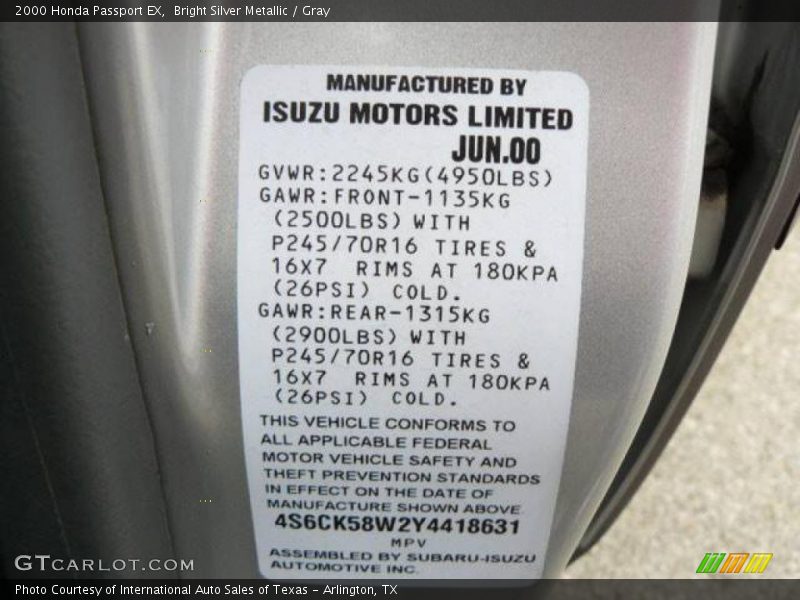 2000 Honda Passport EX,  Bright Silver Metallic / Gray
MANUFACTURED BY
ISUZU MOTORS LIMITED
JUN.00
GVWR:2245KG(4950LBS)
GAWR:FRONT-1135KG
(2500LBS) WITH
P245/70R16 TIRES &
16X7 RIMS AT 180KPA
(26PSI) COLD.
GAWR:REAR-1315KG
(2900LBS) WITH
P245/70R16 TIRES &
16X7 RIMS AT 180KPA
(26PSI) COLD.
THIS VEHICLE CONFORMS TO
ALL APPLICABLE FEDERAL
MOTOR VEHICLE SAFETY AND
THEFT PREVENTION STANDARDS
IN EFFECT ON THE DATE OF
MANUFACTURE SHOWN ABOVE.
4S6CK58W2Y4418631
MPV
ASSEMBLED BY SUBARU-ISUZU
AUTOMOTIVE INC.
GTCARLOT.COM
Photo Courtesy of International Auto Sales of Texas - Arlington, TX